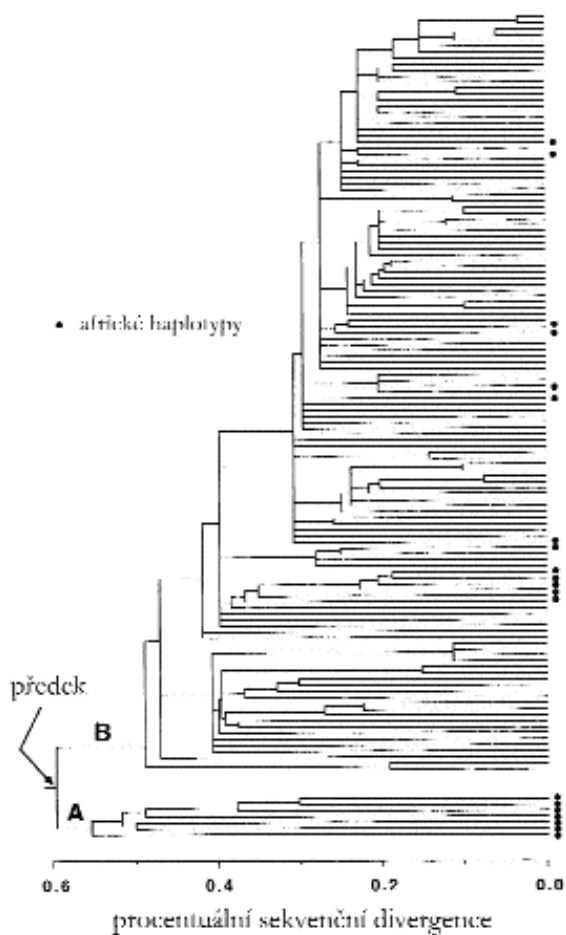 • africké haplotypy
předek
B
A
0.6 0.4 0.2 0.0
procentuální sekvenční divergence